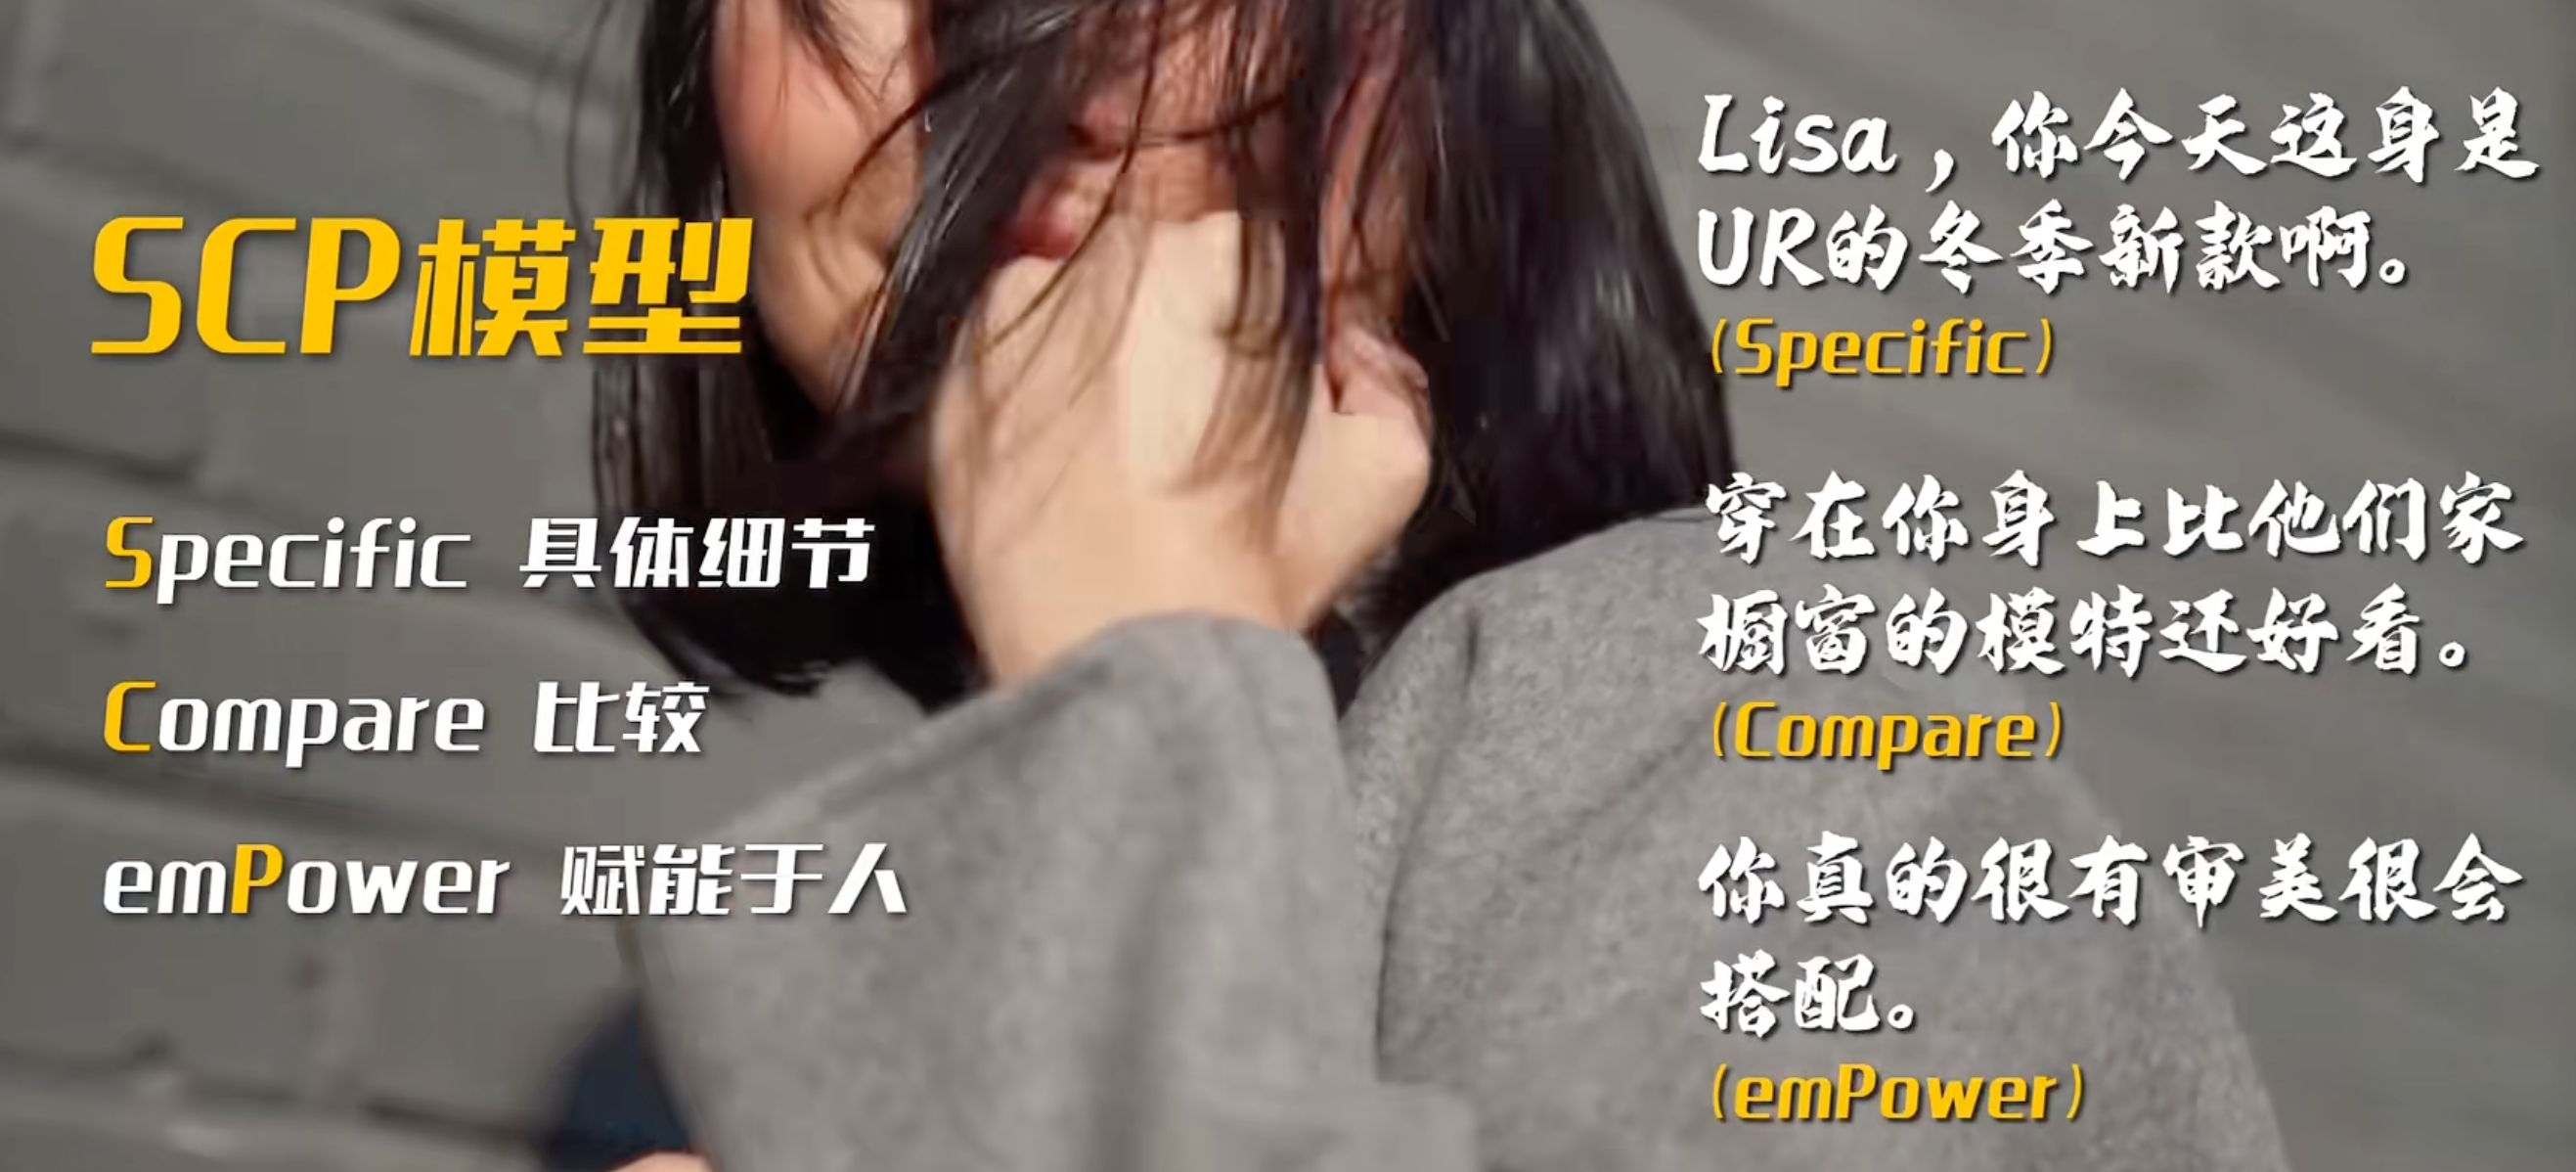 SCP模型
Specific 具体细节
Compare 比较
emPower 赋能于人
Lisa，你今天这身是
UR的冬季新款啊。
(Specific)
穿在你身上比他们家
橱窗的模特还好看。
(Compare)
你真的很有审美很会
搭配。
(emPower)